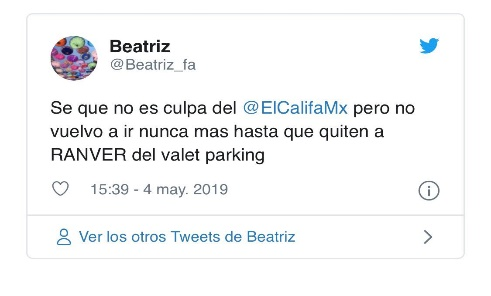 Beatriz
@Beatriz_fa
Se que no es culpa del @ElCalifaMx pero no
vuelvo a ir nunca mas hasta que quiten a
RANVER del valet parking
15:39 - 4 may. 2019
Ver los otros Tweets de Beatriz